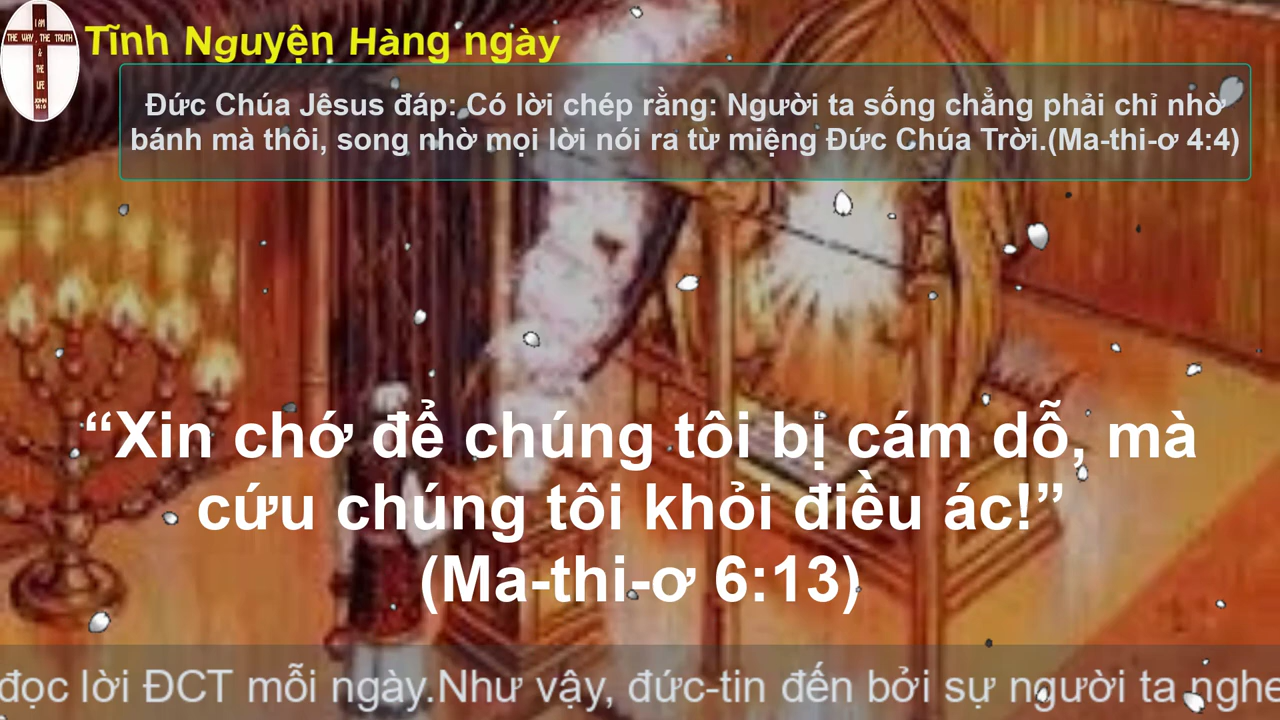 I AM
THE WAY, THE TRUTH
&
THE
LIFE
JOHN
14:6
Tĩnh Nguyện Hàng ngày
Đức Chúa Jêsus đáp: Có lời chép rằng: Người ta sống chẳng phải chỉ nhờ
bánh mà thôi, song nhờ mọi lời nói ra từ miệng Đức Chúa Trời.(Ma-thi-ơ 4:4)
“Xin chớ để chúng tôi bị cám dỗ, mà
cứu chúng tôi khỏi điều ác!”
(Ma-thi-ơ 6:13)
đọc lời ĐCT mỗi ngày.Như vậy, đức-tin đến bởi sự người ta nghe